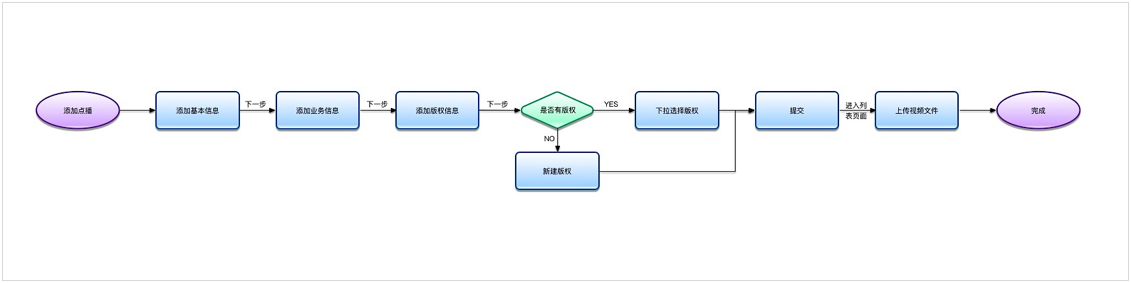 添加点播
添加基本信息
下一步
添加业务信息
下一步
添加版权信息
下一步
是否有版权
YES
下拉选择版权
提交
进入列
表页面
上传视频文件
完成
NO
新建版权